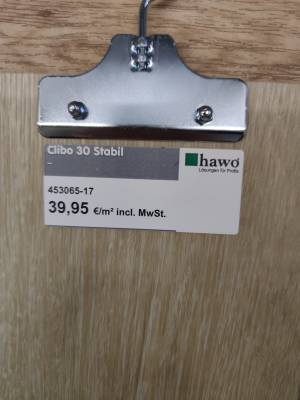 Clibo 30 Stabil
–
hawo
Lösungen für Profis
453065-17
39,95 €/m² incl. MwSt.